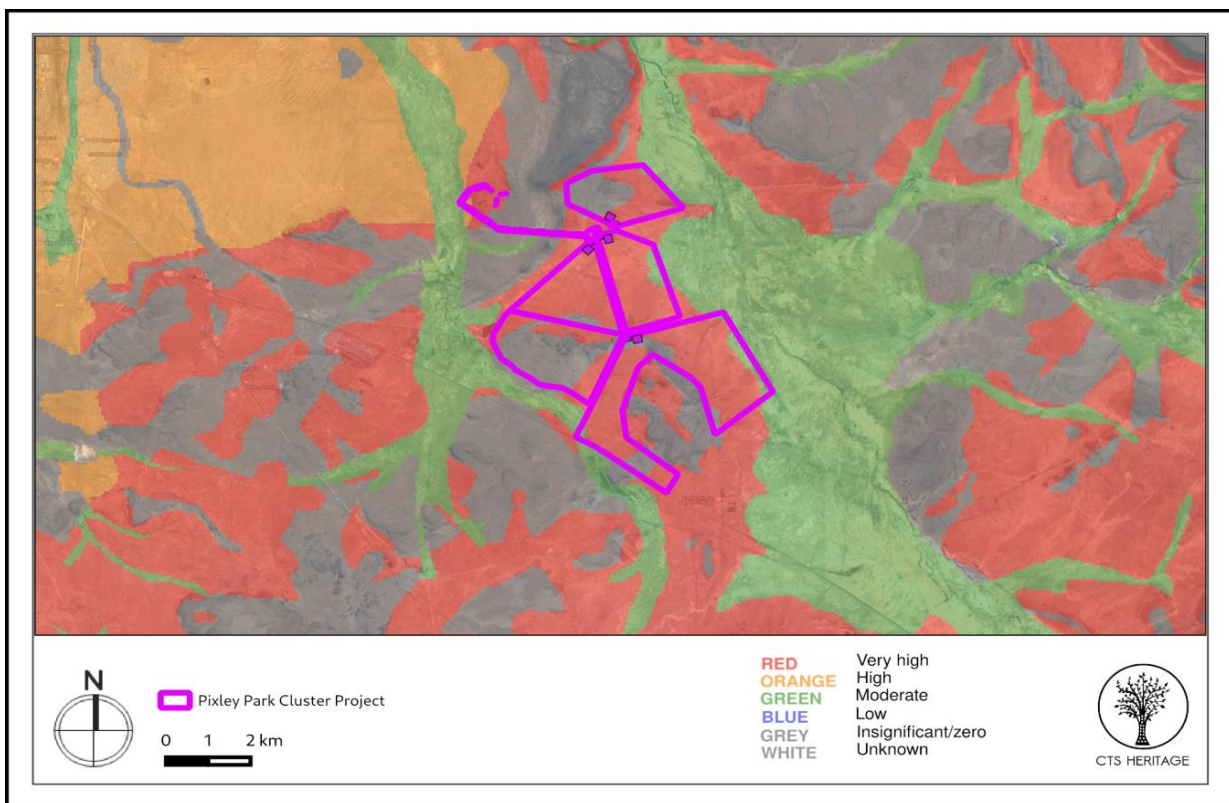 N
Pixley Park Cluster Project
0 1 2 km
RED Very high
ORANGE High
GREEN Moderate
BLUE Low
GREY Insignificant/zero
WHITE Unknown
CTS HERITAGE